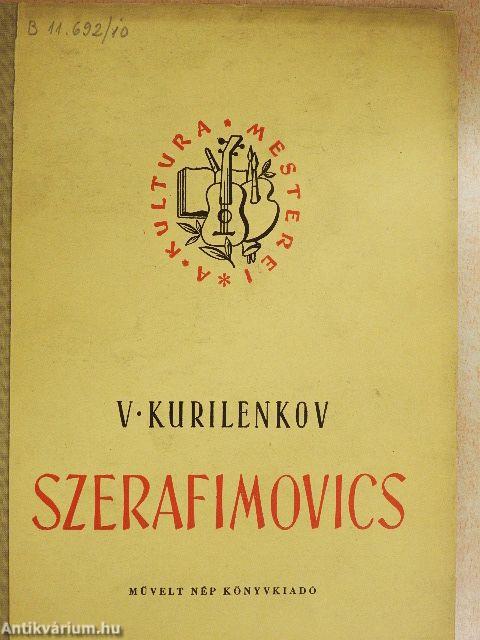 B 11.692/10
A · KULTURA · MESTEREI *
V · KURILENKOV
SZERAFIMOVICS
MŰVELT NÉP KÖNYVKIADÓ
Antikvárium.hu